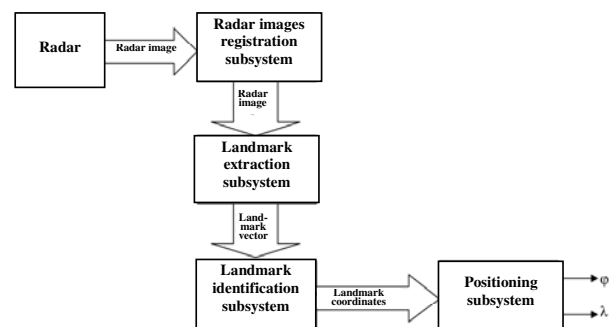 Radar
Radar image
Radar images
registration
subsystem
Radar
image
Landmark
extraction
subsystem
Land-
mark
vector
Landmark
identification
subsystem
Landmark
coordinates
Positioning
subsystem
φ
λ